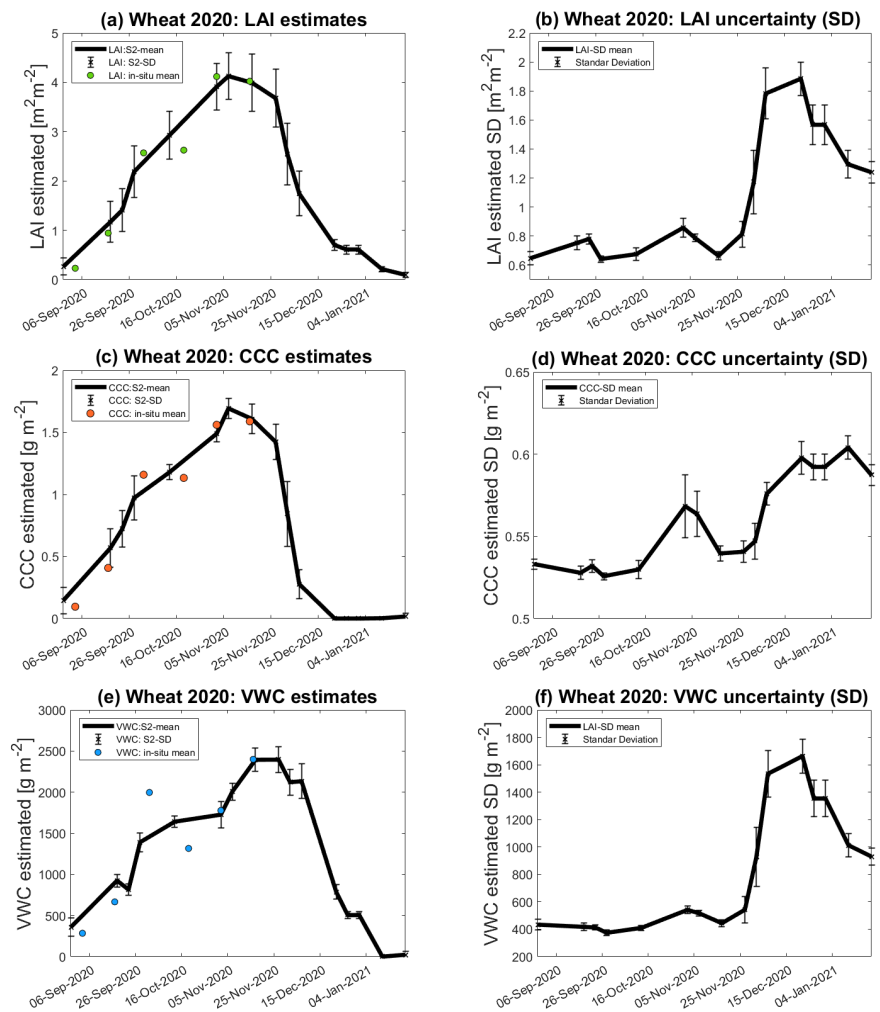 (a) Wheat 2020: LAI estimates
LAI estimated [m²m⁻²]
5
4
3
2
1
0
LAI:S2-mean
LAI: S2-SD
LAI: in-situ mean
06-Sep-2020
26-Sep-2020
16-Oct-2020
05-Nov-2020
25-Nov-2020
15-Dec-2020
04-Jan-2021
(b) Wheat 2020: LAI uncertainty (SD)
LAI estimated SD [m²m⁻²]
2.2
2
1.8
1.6
1.4
1.2
1
0.8
0.6
LAI-SD mean
Standar Deviation
06-Sep-2020
26-Sep-2020
16-Oct-2020
05-Nov-2020
25-Nov-2020
15-Dec-2020
04-Jan-2021
(c) Wheat 2020: CCC estimates
CCC estimated [g m⁻²]
2
1.5
1
0.5
0
CCC:S2-mean
CCC: S2-SD
CCC: in-situ mean
06-Sep-2020
26-Sep-2020
16-Oct-2020
05-Nov-2020
25-Nov-2020
15-Dec-2020
04-Jan-2021
(d) Wheat 2020: CCC uncertainty (SD)
CCC estimated SD [g m⁻²]
0.65
0.6
0.55
0.5
CCC-SD mean
Standar Deviation
06-Sep-2020
26-Sep-2020
16-Oct-2020
05-Nov-2020
25-Nov-2020
15-Dec-2020
04-Jan-2021
(e) Wheat 2020: VWC estimates
VWC estimated [g m⁻²]
3000
2500
2000
1500
1000
500
0
VWC:S2-mean
VWC: S2-SD
VWC: in-situ mean
06-Sep-2020
26-Sep-2020
16-Oct-2020
05-Nov-2020
25-Nov-2020
15-Dec-2020
04-Jan-2021
(f) Wheat 2020: VWC uncertainty (SD)
VWC estimated SD [g m⁻²]
2000
1800
1600
1400
1200
1000
800
600
400
200
LAI-SD mean
Standar Deviation
06-Sep-2020
26-Sep-2020
16-Oct-2020
05-Nov-2020
25-Nov-2020
15-Dec-2020
04-Jan-2021